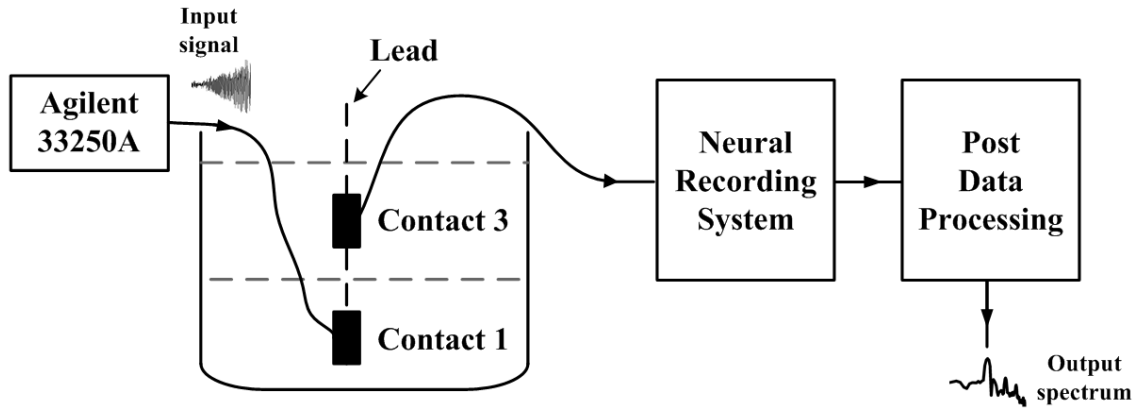 Input
signal
Lead
Agilent
33250A
Contact 3
Contact 1
Neural
Recording
System
Post
Data
Processing
Output
spectrum